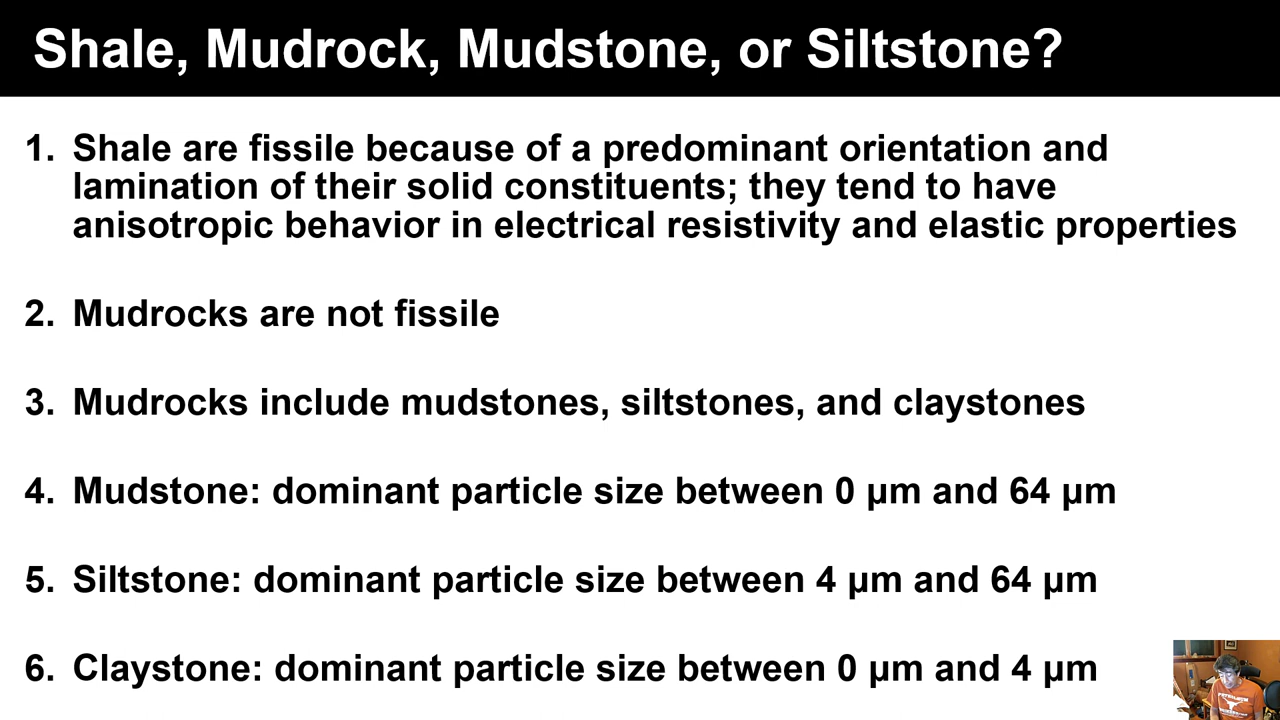 Shale, Mudrock, Mudstone, or Siltstone?
1. Shale are fissile because of a predominant orientation and
lamination of their solid constituents; they tend to have
anisotropic behavior in electrical resistivity and elastic properties
2. Mudrocks are not fissile
3. Mudrocks include mudstones, siltstones, and claystones
4. Mudstone: dominant particle size between 0 µm and 64 µm
5. Siltstone: dominant particle size between 4 µm and 64 µm
6. Claystone: dominant particle size between 0 µm and 4 µm